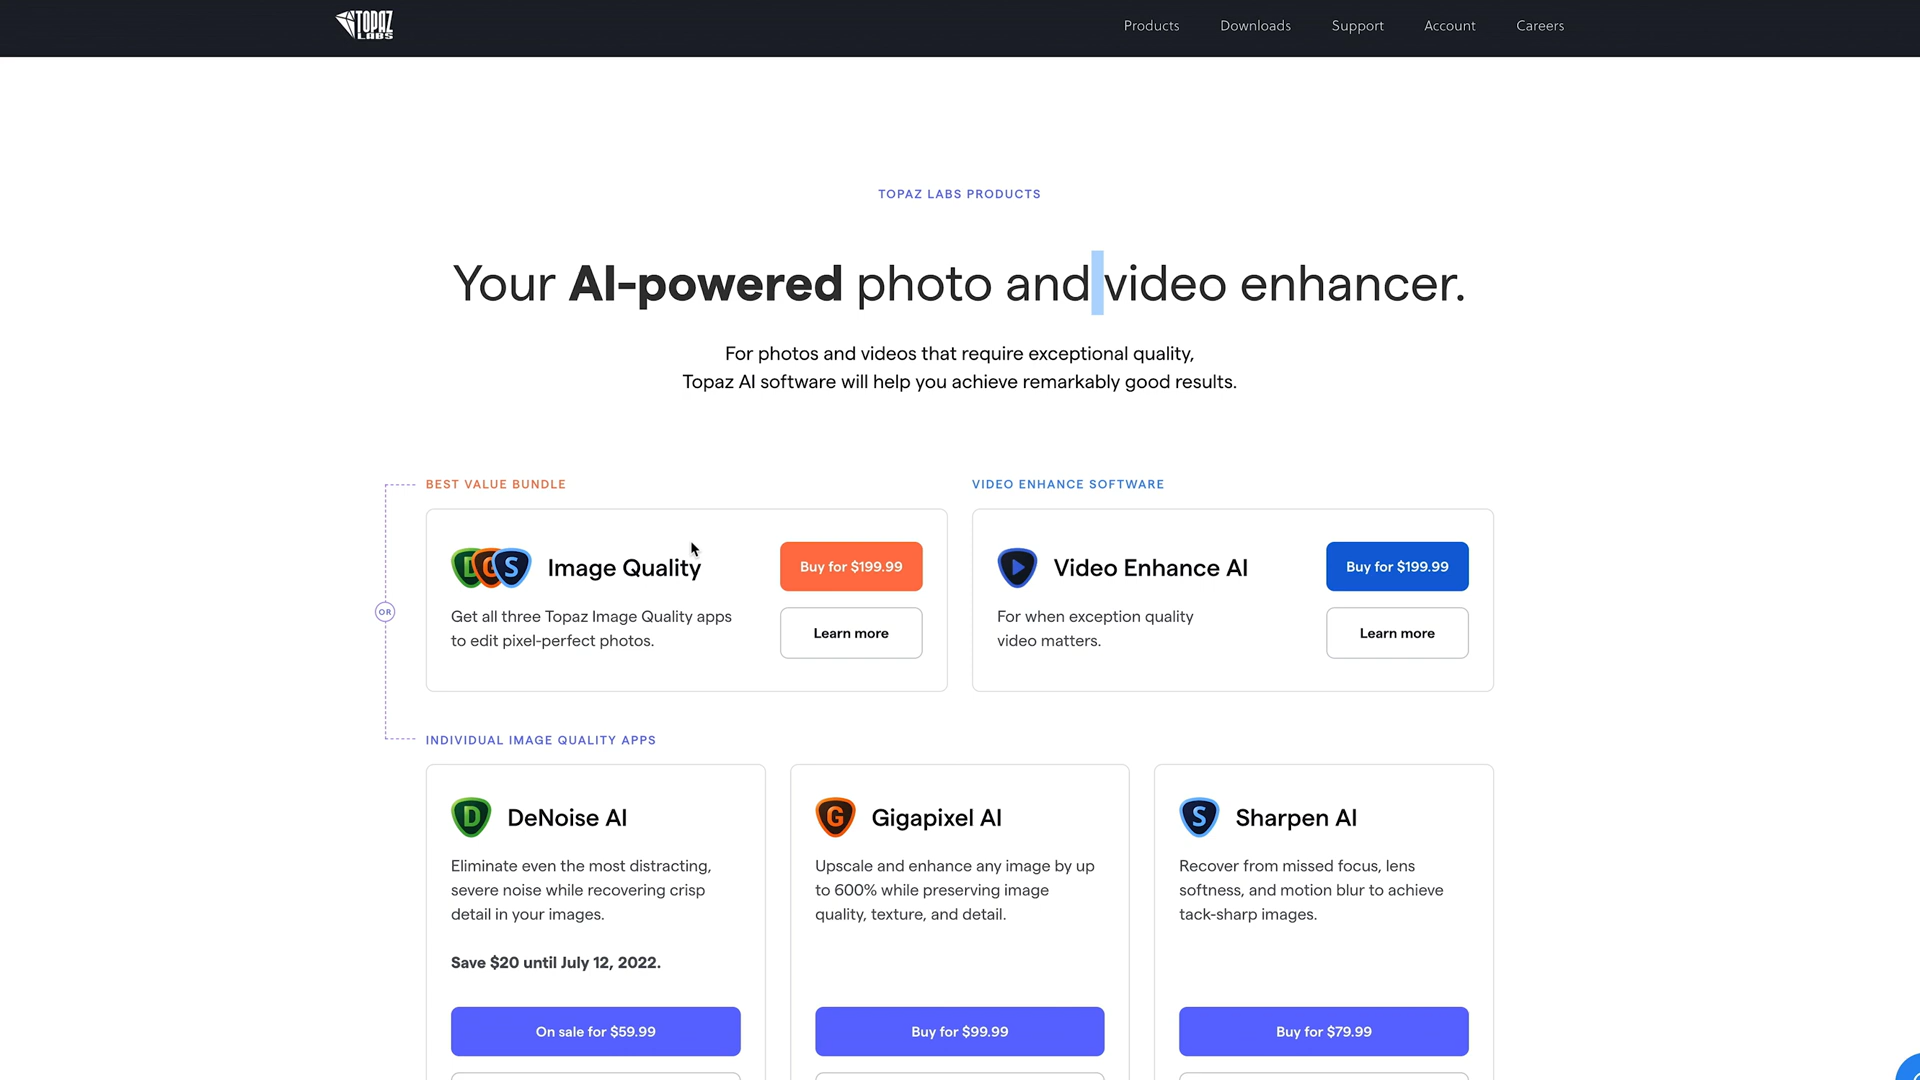 TOPAZ LABS
Products
Downloads
Support
Account
Careers
TOPAZ LABS PRODUCTS
Your AI-powered photo and video enhancer.
For photos and videos that require exceptional quality,
Topaz AI software will help you achieve remarkably good results.
OR
BEST VALUE BUNDLE
D G S
Image Quality
Get all three Topaz Image Quality apps
to edit pixel-perfect photos.
Buy for $199.99
Learn more
VIDEO ENHANCE SOFTWARE
Video Enhance AI
For when exception quality
video matters.
Buy for $199.99
Learn more
INDIVIDUAL IMAGE QUALITY APPS
D
DeNoise AI
Eliminate even the most distracting,
severe noise while recovering crisp
detail in your images.
Save $20 until July 12, 2022.
On sale for $59.99
G
Gigapixel AI
Upscale and enhance any image by up
to 600% while preserving image
quality, texture, and detail.
Buy for $99.99
S
Sharpen AI
Recover from missed focus, lens
softness, and motion blur to achieve
tack-sharp images.
Buy for $79.99